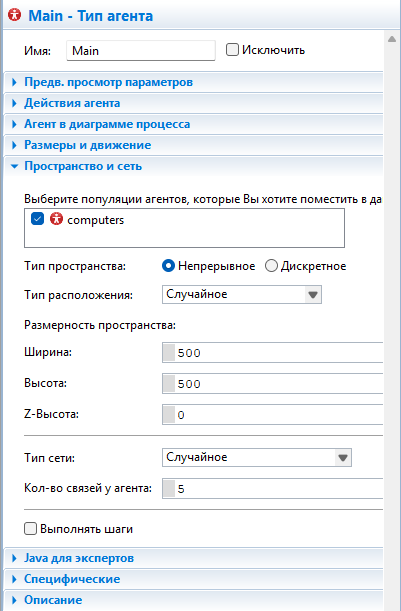 Main - Тип агента
Имя: Main Исключить
Предв. просмотр параметров
Действия агента
Агент в диаграмме процесса
Размеры и движение
Пространство и сеть
Выберите популяции агентов, которые Вы хотите поместить в да
computers
Тип пространства: Непрерывное Дискретное
Тип расположения: Случайное
Размерность пространства:
Ширина: 500
Высота: 500
Z-Высота: 0
Тип сети: Случайное
Кол-во связей у агента: 5
Выполнять шаги
Java для экспертов
Специфические
Описание